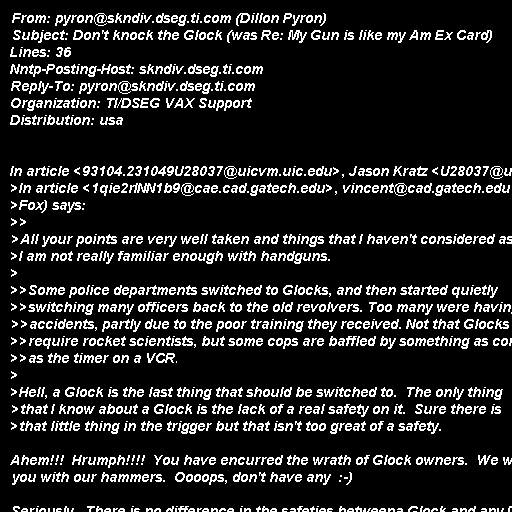 From: pyron@skndiv.dseg.ti.com (Dillon Pyron)
Subject: Don't knock the Glock (was Re: My Gun is like my Am Ex Card)
Lines: 36
Nntp-Posting-Host: skndiv.dseg.ti.com
Reply-To: pyron@skndiv.dseg.ti.com
Organization: TI/DSEG VAX Support
Distribution: usa
In article <93104.231049U28037@uicvm.uic.edu>, Jason Kratz <U28037@u
>In article <1qie2rINN1b9@cae.cad.gatech.edu>, vincent@cad.gatech.edu
>Fox) says:
>>
>All your points are very well taken and things that I haven't considered as
>I am not really familiar enough with handguns.
>
>>Some police departments switched to Glocks, and then started quietly
>>switching many officers back to the old revolvers. Too many were havin
>>accidents, partly due to the poor training they received. Not that Glocks
>>require rocket scientists, but some cops are baffled by something as co
>>as the timer on a VCR.
>
>Hell, a Glock is the last thing that should be switched to.  The only thing
>that I know about a Glock is the lack of a real safety on it.  Sure there is
>that little thing in the trigger but that isn't too great of a safety.
Ahem!!!  Hrumph!!!!  You have encurred the wrath of Glock owners.  We w
you with our hammers.  Oooops, don't have any  :-)
Seriously.  There is no difference in the safeties betweena Glock and any